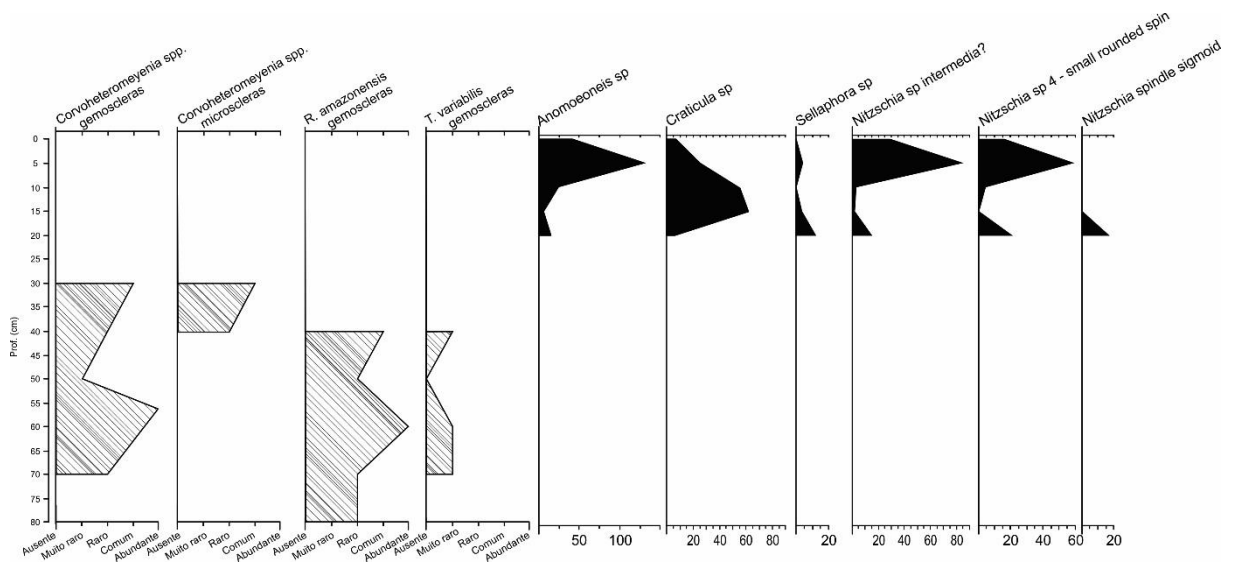 Corvoheteromeyenia spp.
gemoscleras
Corvoheteromeyenia spp.
microscleras
R. amazonensis
gemoscleras
T. variabilis
gemoscleras
Anomoeoneis sp
Craticula sp
Sellaphora sp
Nitzschia sp intermedia?
Nitzschia sp 4 - small rounded spin
Nitzschia spindle sigmoid
Prof. (cm)
0
5
10
15
20
25
30
35
40
45
50
55
60
65
70
75
80
Ausente
Muito raro
Raro
Comum
Abundante
Ausente
Muito raro
Raro
Comum
Abundante
Ausente
Muito raro
Raro
Comum
Abundante
Ausente
Muito raro
Raro
Comum
Abundante
50 100
20 40 60 80
20
20 40 60 80
20 40 60
20